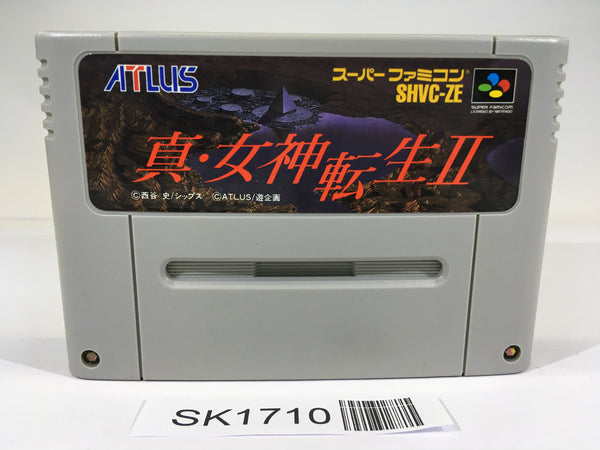 ATLUS
スーパーファミコン
SHVC-ZE
SUPER FAMICOM
LICENSED BY NINTENDO
真・女神転生II
©西谷 史/シップス ©ATLUS/遊企画
SK1710